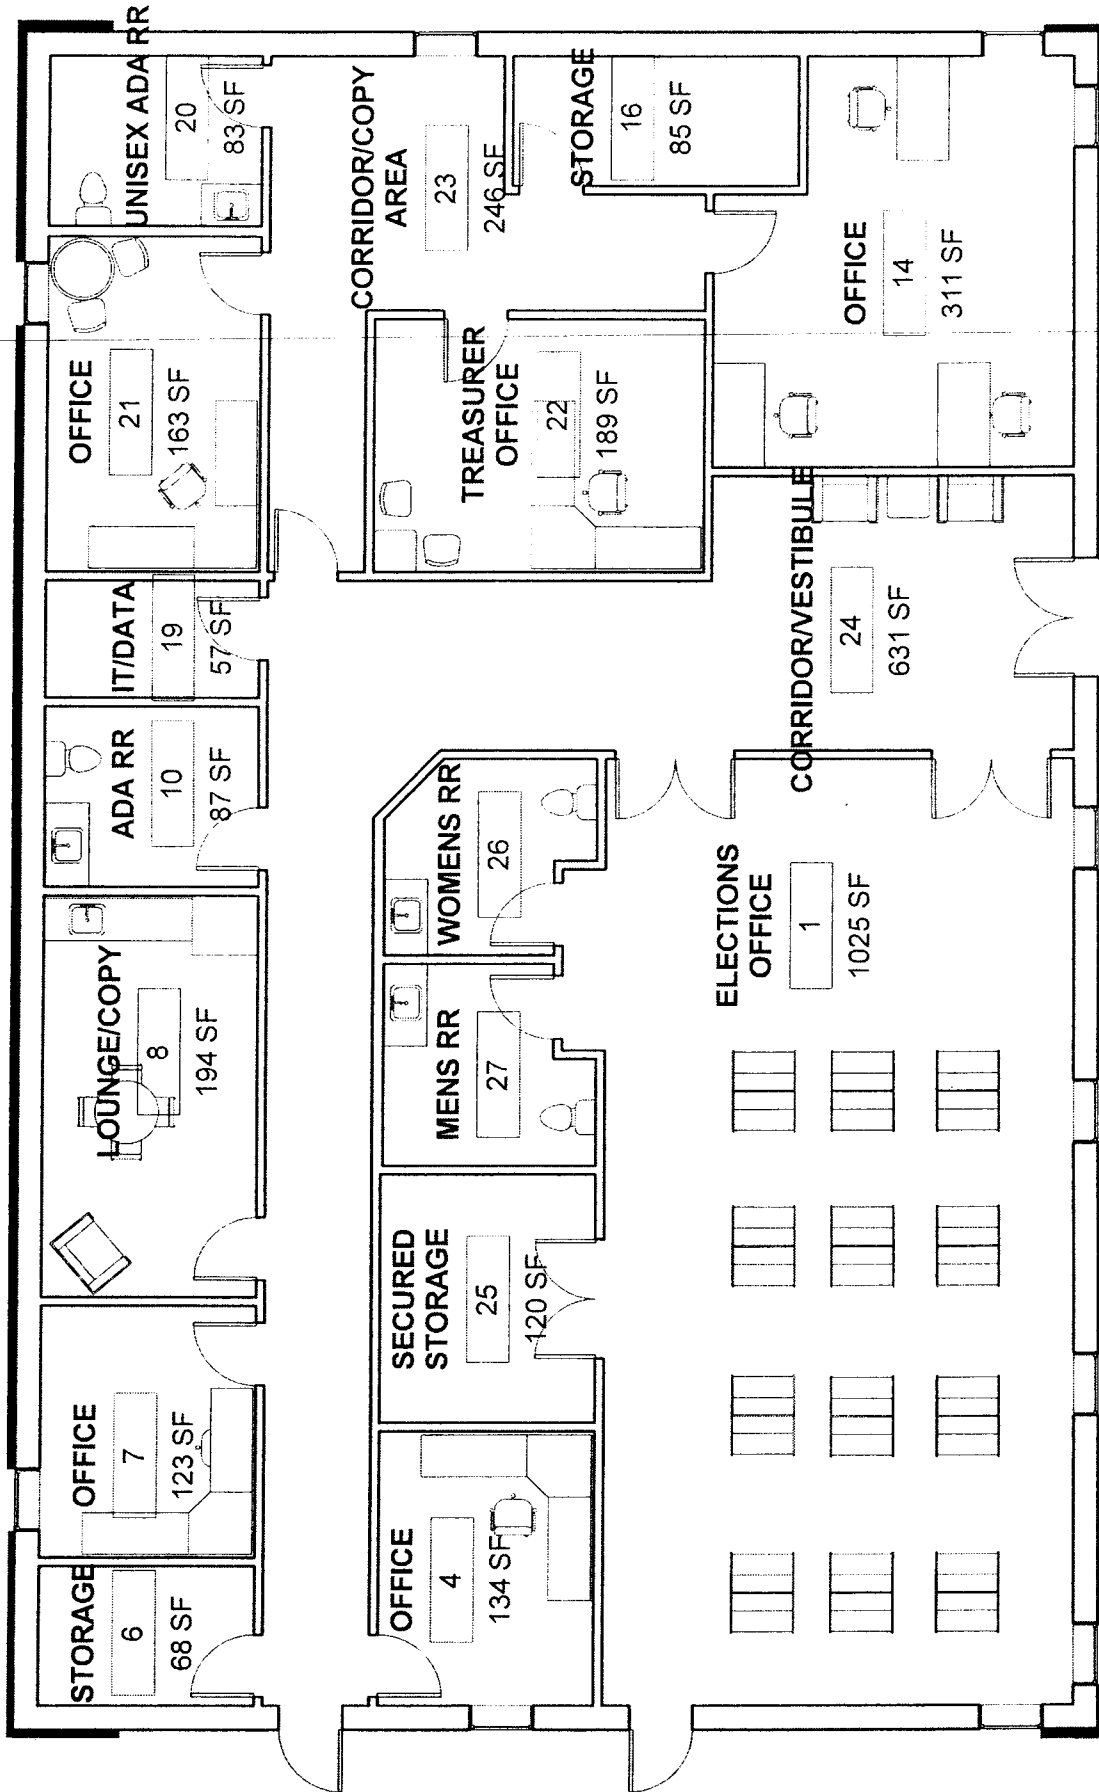 STORAGE
6
68 SF
OFFICE
7
123 SF
LOUNGE/COPY
8
194 SF
ADA RR
10
87 SF
IT/DATA
19
57 SF
OFFICE
21
163 SF
UNISEX ADA RR
20
83 SF
OFFICE
4
134 SF
SECURED
STORAGE
25
120 SF
MENS RR
27
WOMENS RR
26
TREASURER
OFFICE
22
189 SF
CORRIDOR/COPY
AREA
23
246 SF
STORAGE
16
85 SF
ELECTIONS
OFFICE
1
1025 SF
CORRIDOR/VESTIBULE
24
631 SF
OFFICE
14
311 SF